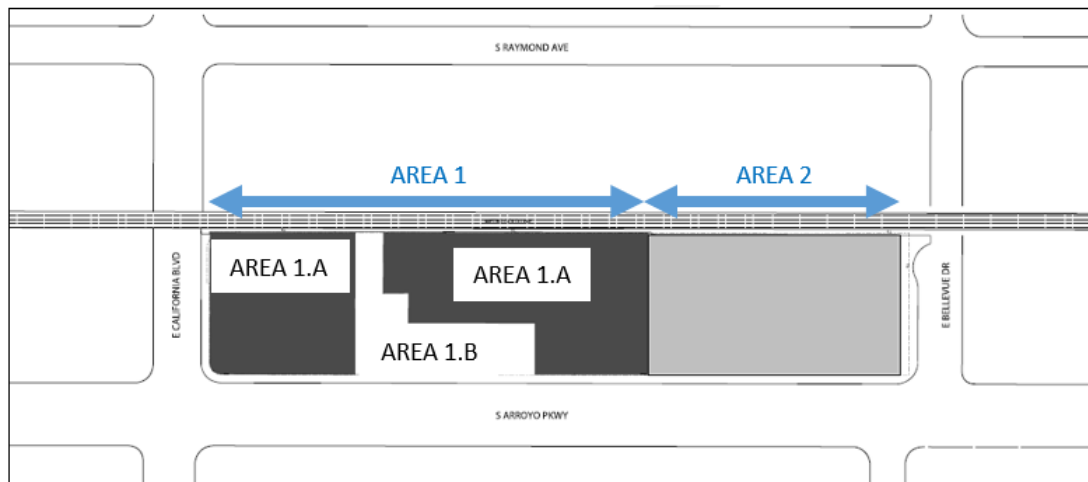 S RAYMOND AVE
AREA 1
AREA 2
E CALIFORNIA BLVD
AREA 1.A
AREA 1.A
AREA 1.B
E BELLEVUE DR
S ARROYO PKWY